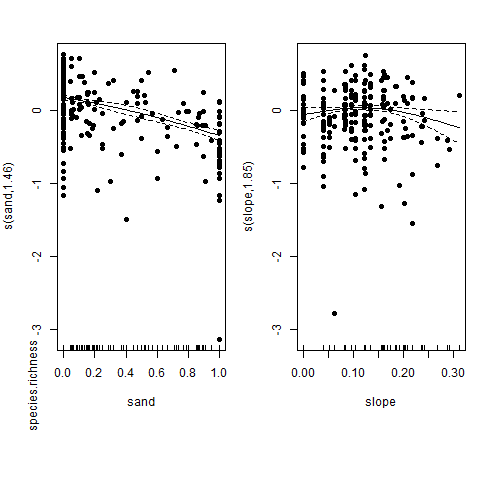 s(sand,1.46)
0
-1
-2
-3
0.0 0.2 0.4 0.6 0.8 1.0
sand
species.richness
s(slope,1.85)
0
-1
-2
-3
0.00 0.10 0.20 0.30
slope